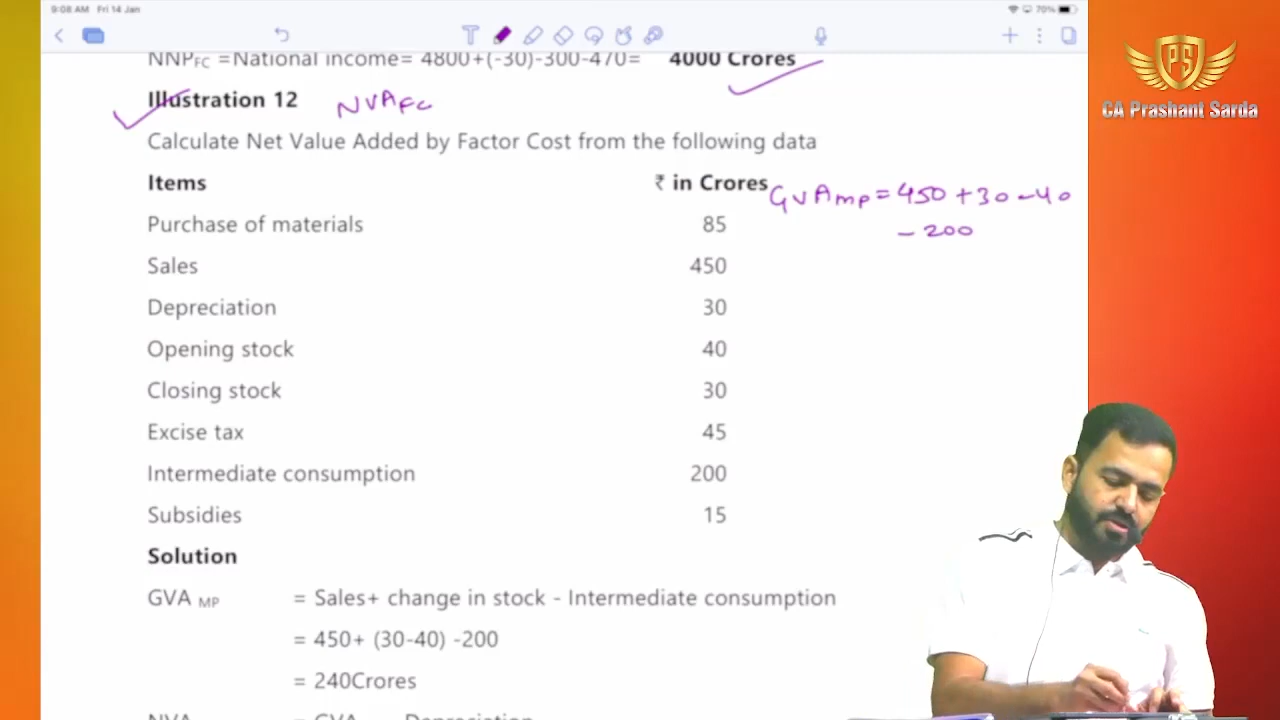 9:08 AM Fri 14 Jan
70%
NNPFC =National income= 4800+(-30)-300-470= 4000 Crores
Illustration 12 NVAFC
Calculate Net Value Added by Factor Cost from the following data
Items ₹ in Crores
GVAmp = 450 + 30 - 40
- 200
Purchase of materials 85
Sales 450
Depreciation 30
Opening stock 40
Closing stock 30
Excise tax 45
Intermediate consumption 200
Subsidies 15
Solution
GVA MP = Sales+ change in stock - Intermediate consumption
= 450+ (30-40) -200
= 240Crores
PS
CA Prashant Sarda